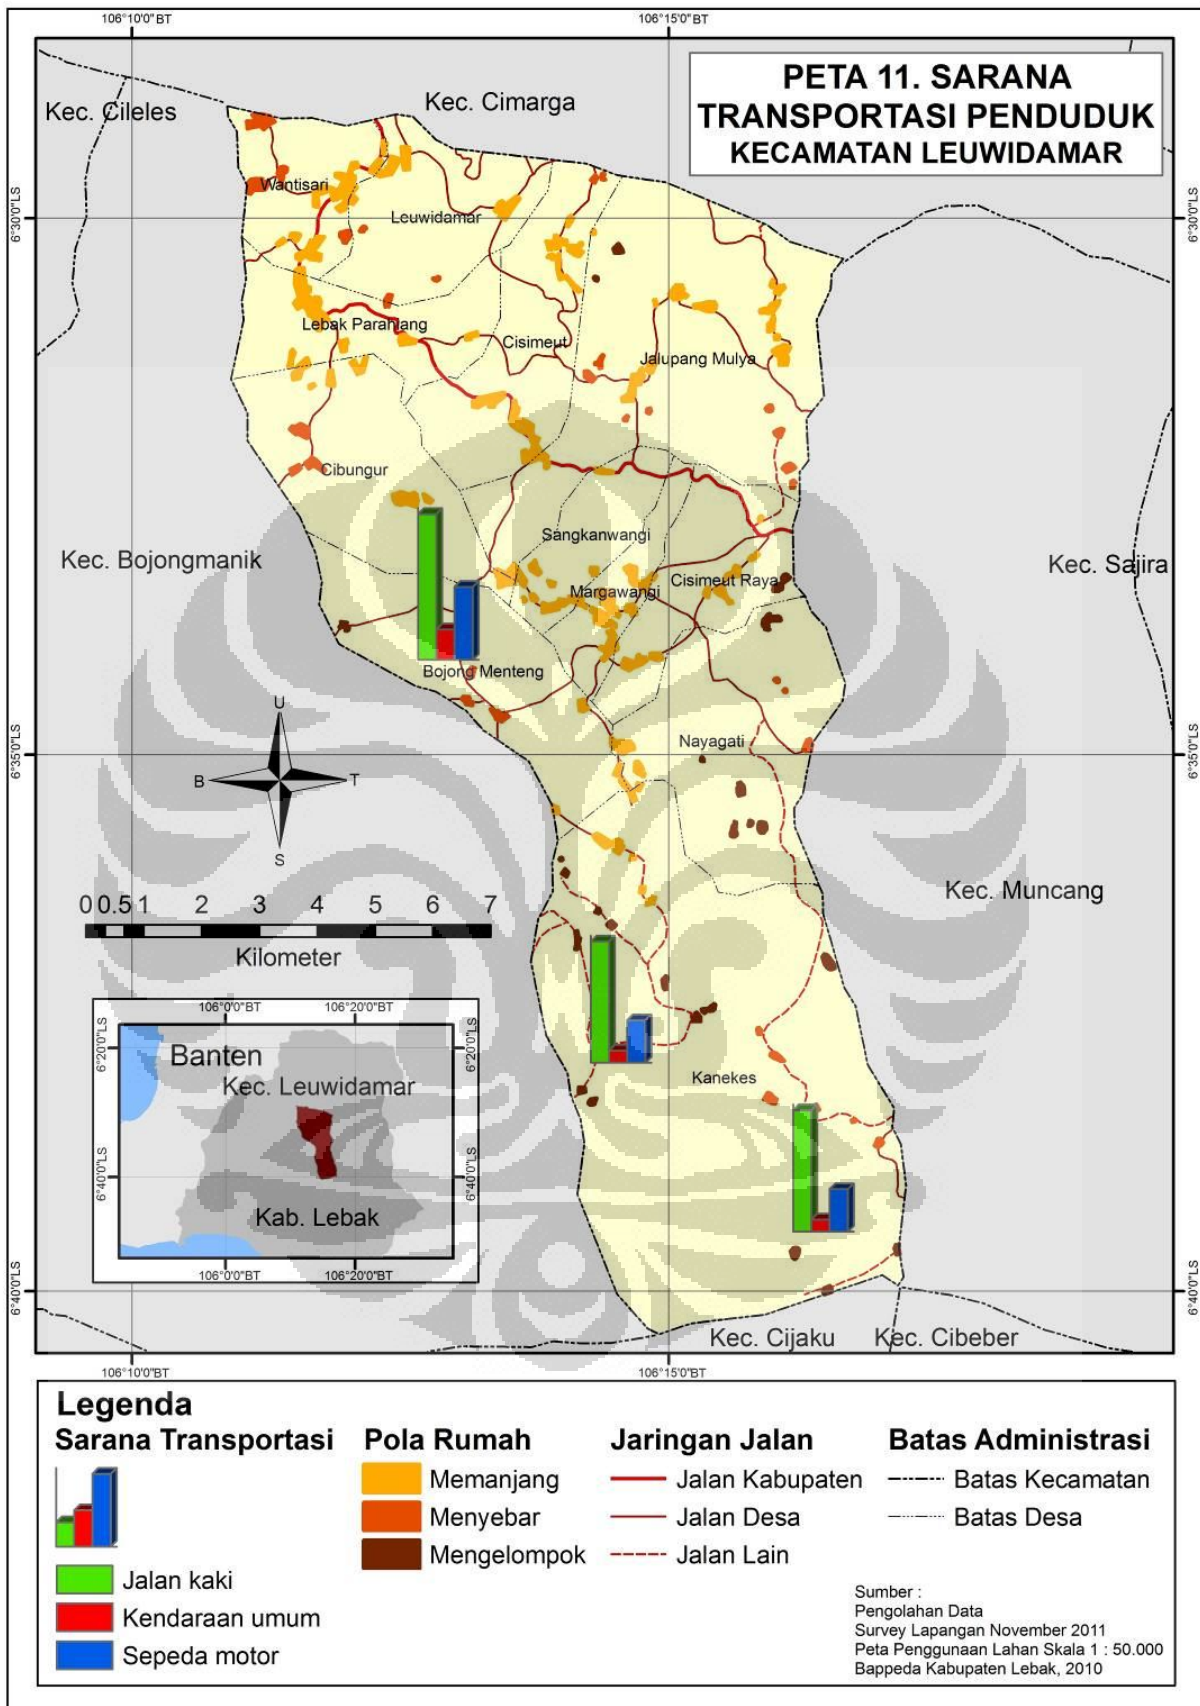 106°10'0"BT
106°15'0"BT
PETA 11. SARANA
TRANSPORTASI PENDUDUK
KECAMATAN LEUWIDAMAR
Kec. Cileles
Kec. Cimarga
Wantisari
Leuwidamar
6°30'0"LS
6°30'0"LS
Lebak Parahiang
Cisimeut
Jalupang Mulya
Cibungur
Sangkanwangi
Kec. Bojongmanik
Kec. Sajira
Cisimeut Raya
Margawangi
Bojong Menteng
Nayagati
6°35'0"LS
6°35'0"LS
U
B
T
S
Kec. Muncang
0 0.5 1 2 3 4 5 6 7
Kilometer
106°0'0"BT
106°20'0"BT
6°20'0"LS
6°20'0"LS
Banten
Kec. Leuwidamar
6°40'0"LS
6°40'0"LS
Kab. Lebak
106°0'0"BT
106°20'0"BT
Kanekes
6°40'0"LS
6°40'0"LS
Kec. Cijaku
Kec. Cibeber
106°10'0"BT
106°15'0"BT
Legenda
Sarana Transportasi
Jalan kaki
Kendaraan umum
Sepeda motor
Pola Rumah
Memanjang
Menyebar
Mengelompok
Jaringan Jalan
Jalan Kabupaten
Jalan Desa
Jalan Lain
Batas Administrasi
Batas Kecamatan
Batas Desa
Sumber :
Pengolahan Data
Survey Lapangan November 2011
Peta Penggunaan Lahan Skala 1 : 50.000
Bappeda Kabupaten Lebak, 2010